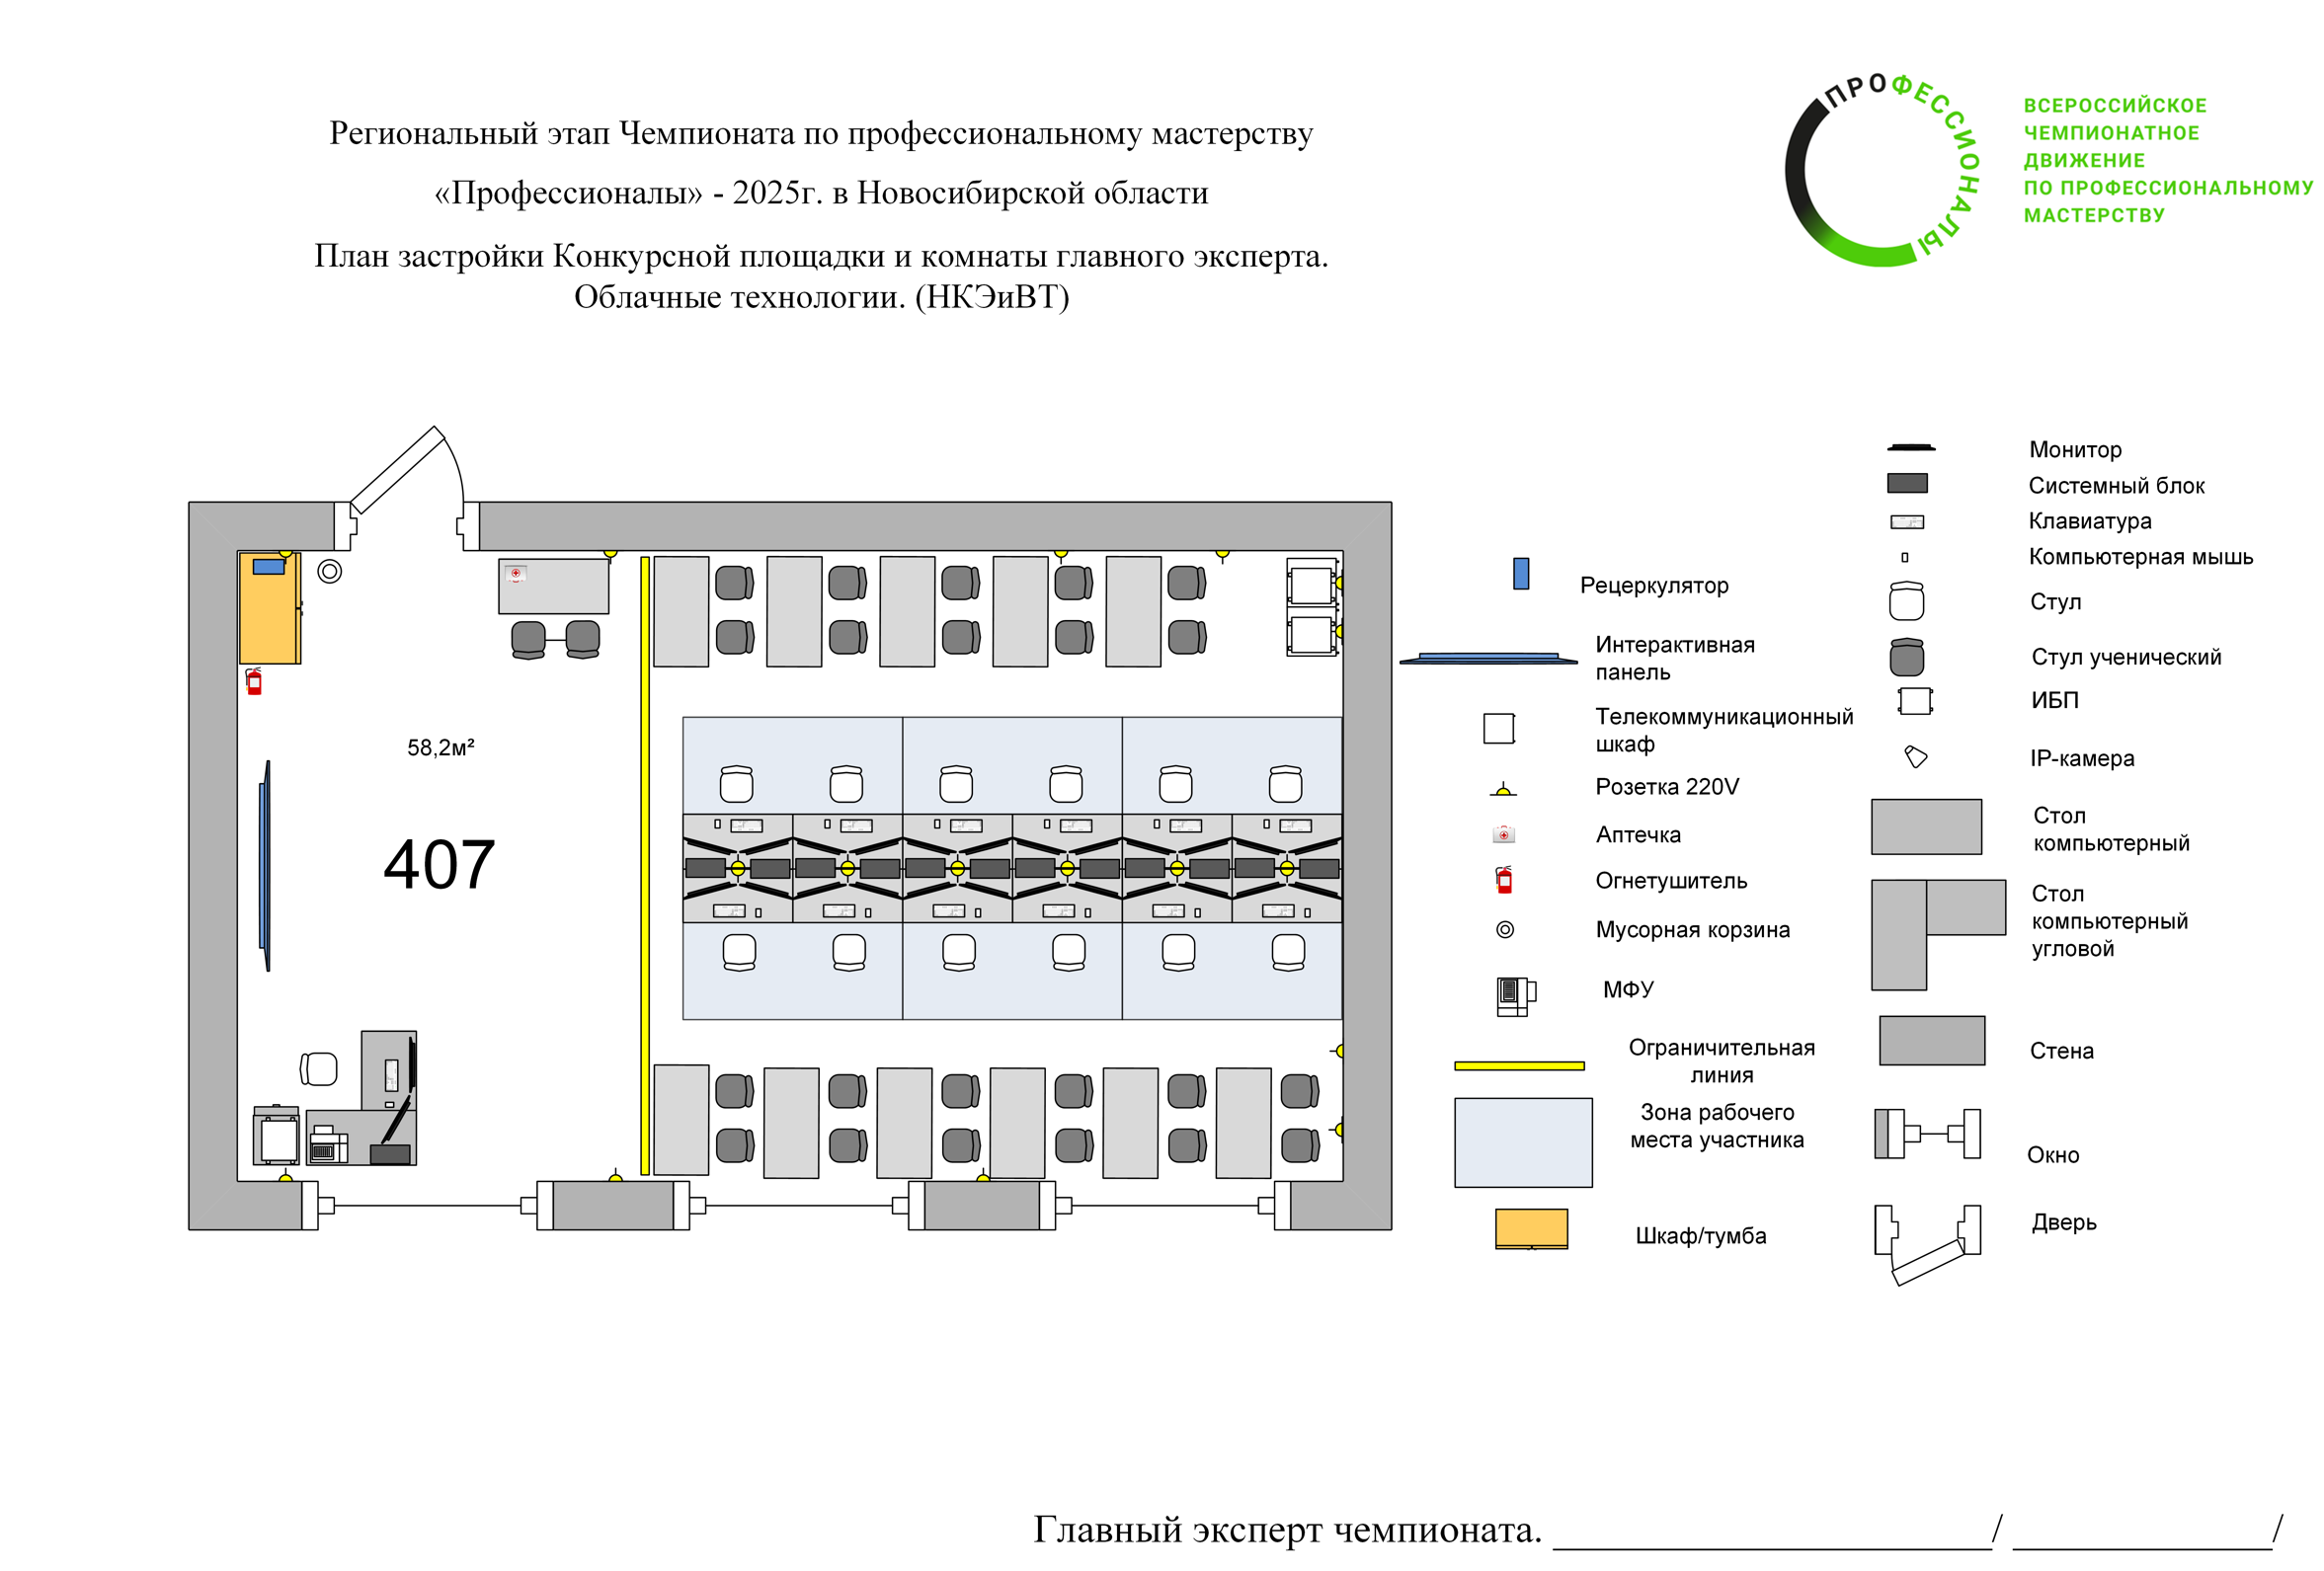 Региональный этап Чемпионата по профессиональному мастерству
«Профессионалы» - 2025г. в Новосибирской области
План застройки Конкурсной площадки и комнаты главного эксперта.
Облачные технологии. (НКЭиВТ)
ПРОФЕССИОНАЛЫ
ВСЕРОССИЙСКОЕ
ЧЕМПИОНАТНОЕ
ДВИЖЕНИЕ
ПО ПРОФЕССИОНАЛЬНОМУ
МАСТЕРСТВУ
58,2м²
407
Рецеркулятор
Интерактивная
панель
Телекоммуникационный
шкаф
Розетка 220V
Аптечка
Огнетушитель
Мусорная корзина
МФУ
Ограничительная
линия
Зона рабочего
места участника
Шкаф/тумба
Монитор
Системный блок
Клавиатура
Компьютерная мышь
Стул
Стул ученический
ИБП
IP-камера
Стол
компьютерный
Стол
компьютерный
угловой
Стена
Окно
Дверь
Главный эксперт чемпионата. ______________________/ _____________/